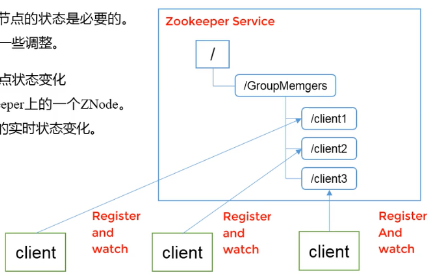 节点的状态是必要的。
一些调整。
点状态变化
eeper上的一个ZNode。
的实时状态变化。
Zookeeper Service
/
/GroupMemgers
/client1
/client2
/client3
Register
and
watch
Register
and
watch
Register
And
watch
client
client
client